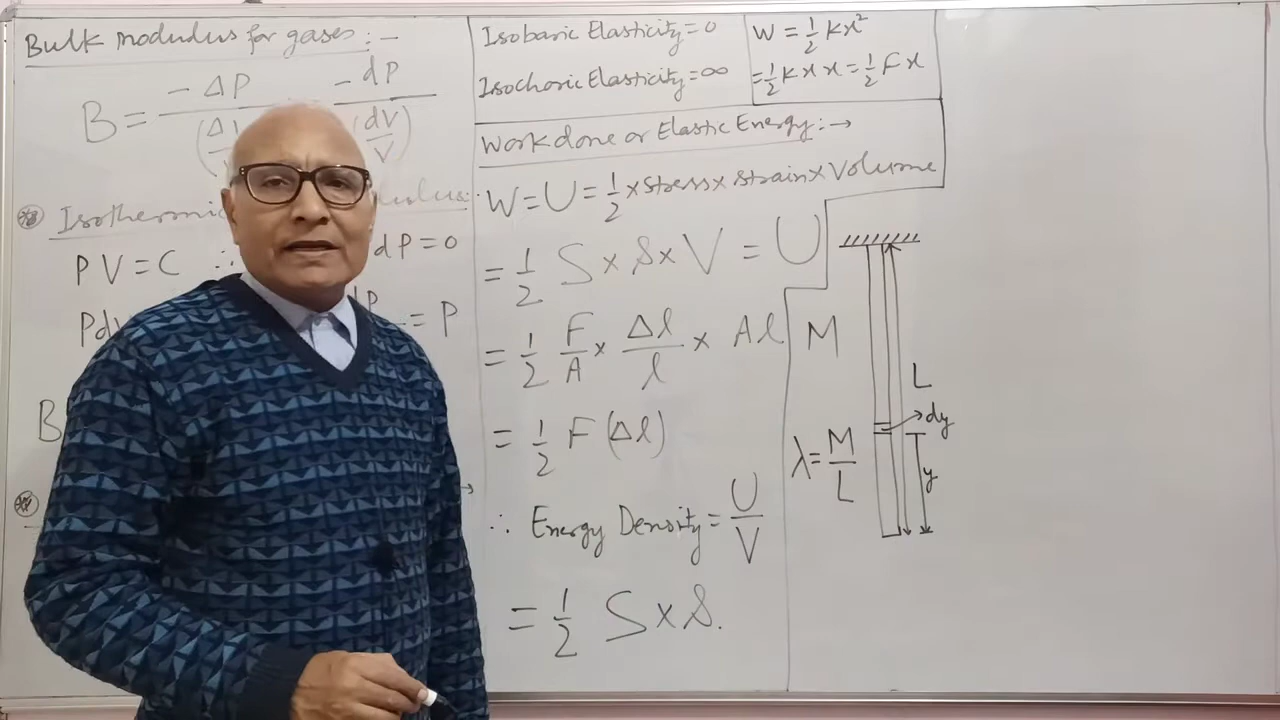 Bulk modulus for gases :-
B = -ΔP = -dP
(dV/V)
Isothermic
PV = C ∴ dP = 0
= P
B
Isobaric Elasticity = 0
Isochoric Elasticity = ∞
W = 1/2 Kx²
= 1/2 K x x = 1/2 F x
Work done or Elastic Energy :→
W = U = 1/2 × Stress × Strain × Volume
= 1/2 S × s × V = U
= 1/2 F/A × Δl/l × Al
= 1/2 F (Δl)
∴ Energy Density = U/V
= 1/2 S × s.
M
L
dy
λ = M/L
y